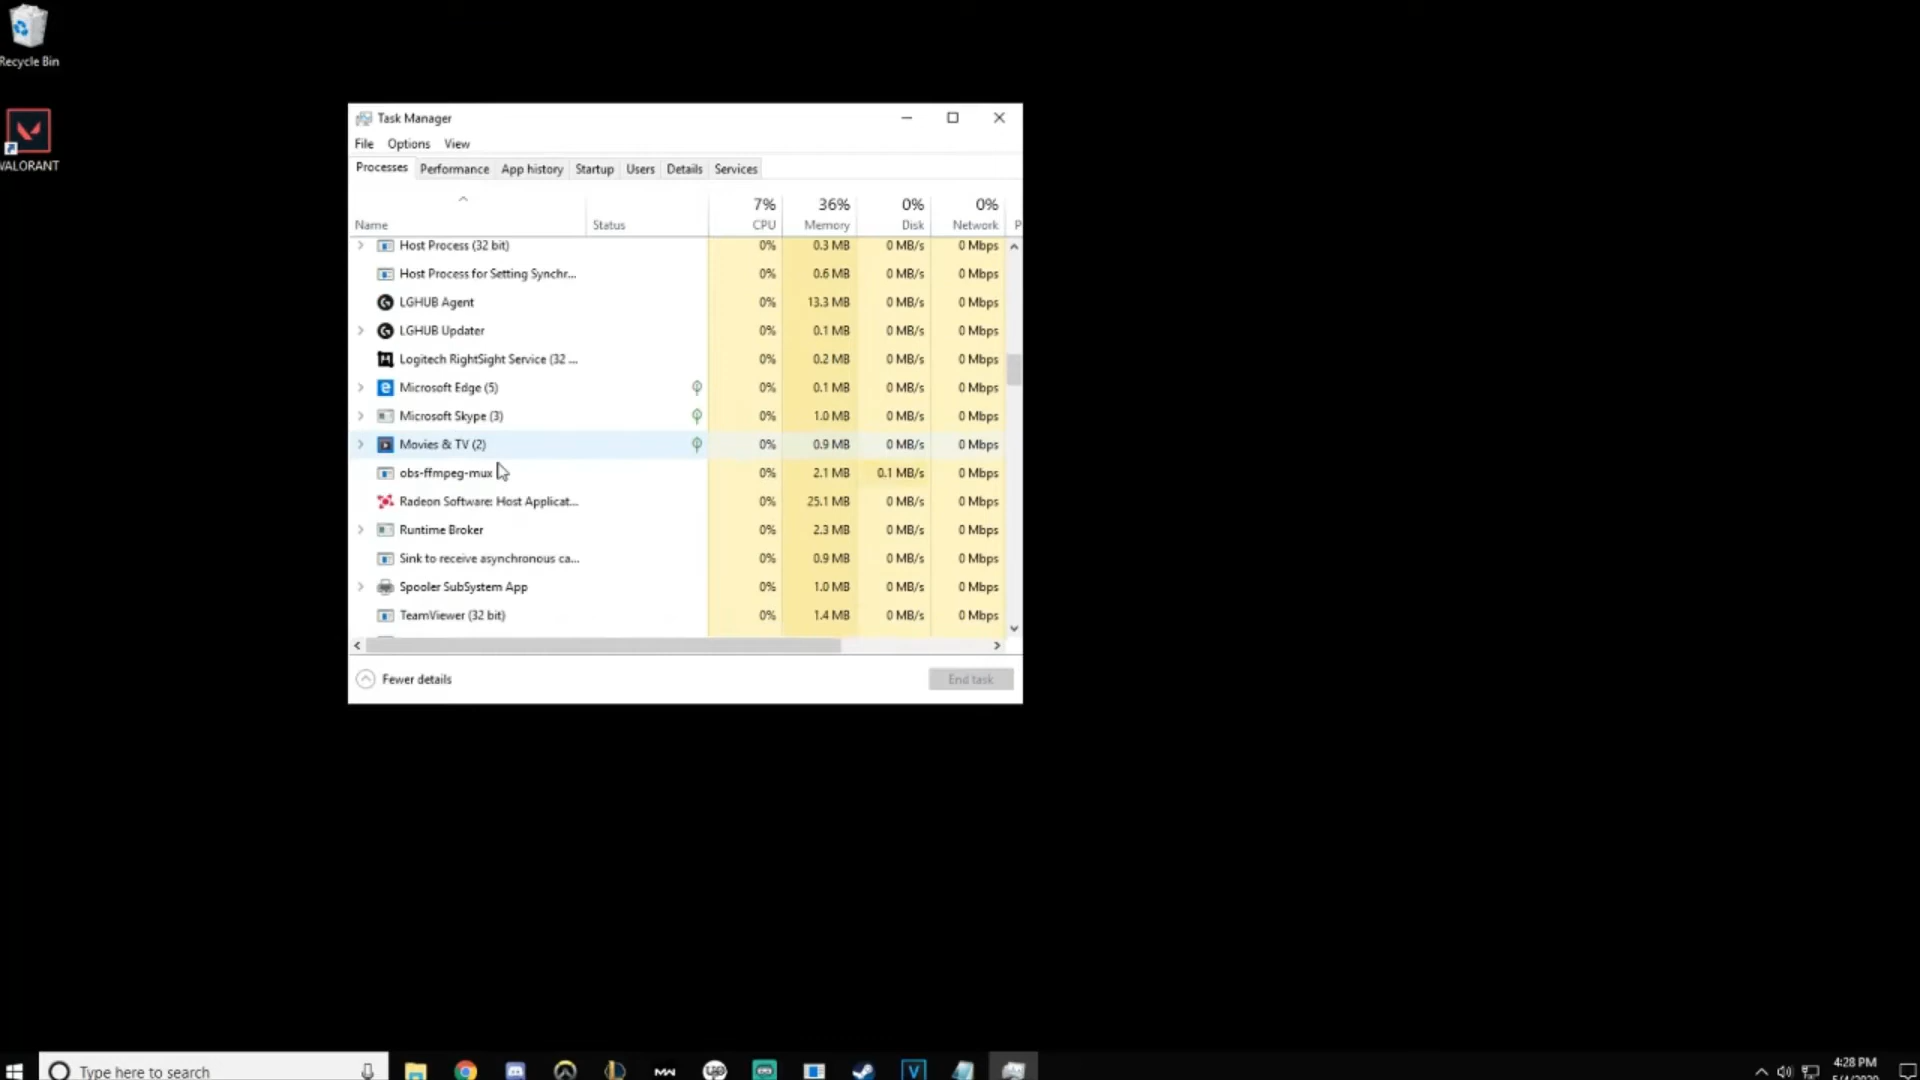 Recycle Bin
VALORANT
Task Manager
File Options View
Processes Performance App history Startup Users Details Services
7% 36% 0% 0%
Name Status CPU Memory Disk Network P
Host Process (32 bit) 0% 0.3 MB 0 MB/s 0 Mbps
Host Process for Setting Synchr... 0% 0.6 MB 0 MB/s 0 Mbps
LGHUB Agent 0% 13.3 MB 0 MB/s 0 Mbps
LGHUB Updater 0% 0.1 MB 0 MB/s 0 Mbps
Logitech RightSight Service (32 ... 0% 0.2 MB 0 MB/s 0 Mbps
Microsoft Edge (5) 0% 0.1 MB 0 MB/s 0 Mbps
Microsoft Skype (3) 0% 1.0 MB 0 MB/s 0 Mbps
Movies & TV (2) 0% 0.9 MB 0 MB/s 0 Mbps
obs-ffmpeg-mux 0% 2.1 MB 0.1 MB/s 0 Mbps
Radeon Software: Host Applicat... 0% 25.1 MB 0 MB/s 0 Mbps
Runtime Broker 0% 2.3 MB 0 MB/s 0 Mbps
Sink to receive asynchronous ca... 0% 0.9 MB 0 MB/s 0 Mbps
Spooler SubSystem App 0% 1.0 MB 0 MB/s 0 Mbps
TeamViewer (32 bit) 0% 1.4 MB 0 MB/s 0 Mbps
Fewer details End task
Type here to search
MW
V
4:28 PM
5/4/2020